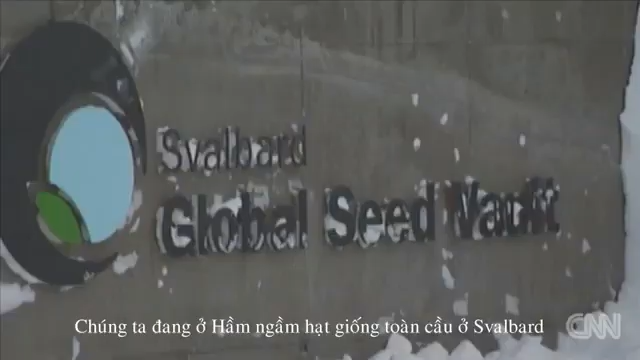 Svalbard
Global Seed Vault
Chúng ta đang ở Hầm ngầm hạt giống toàn cầu ở Svalbard
CNN